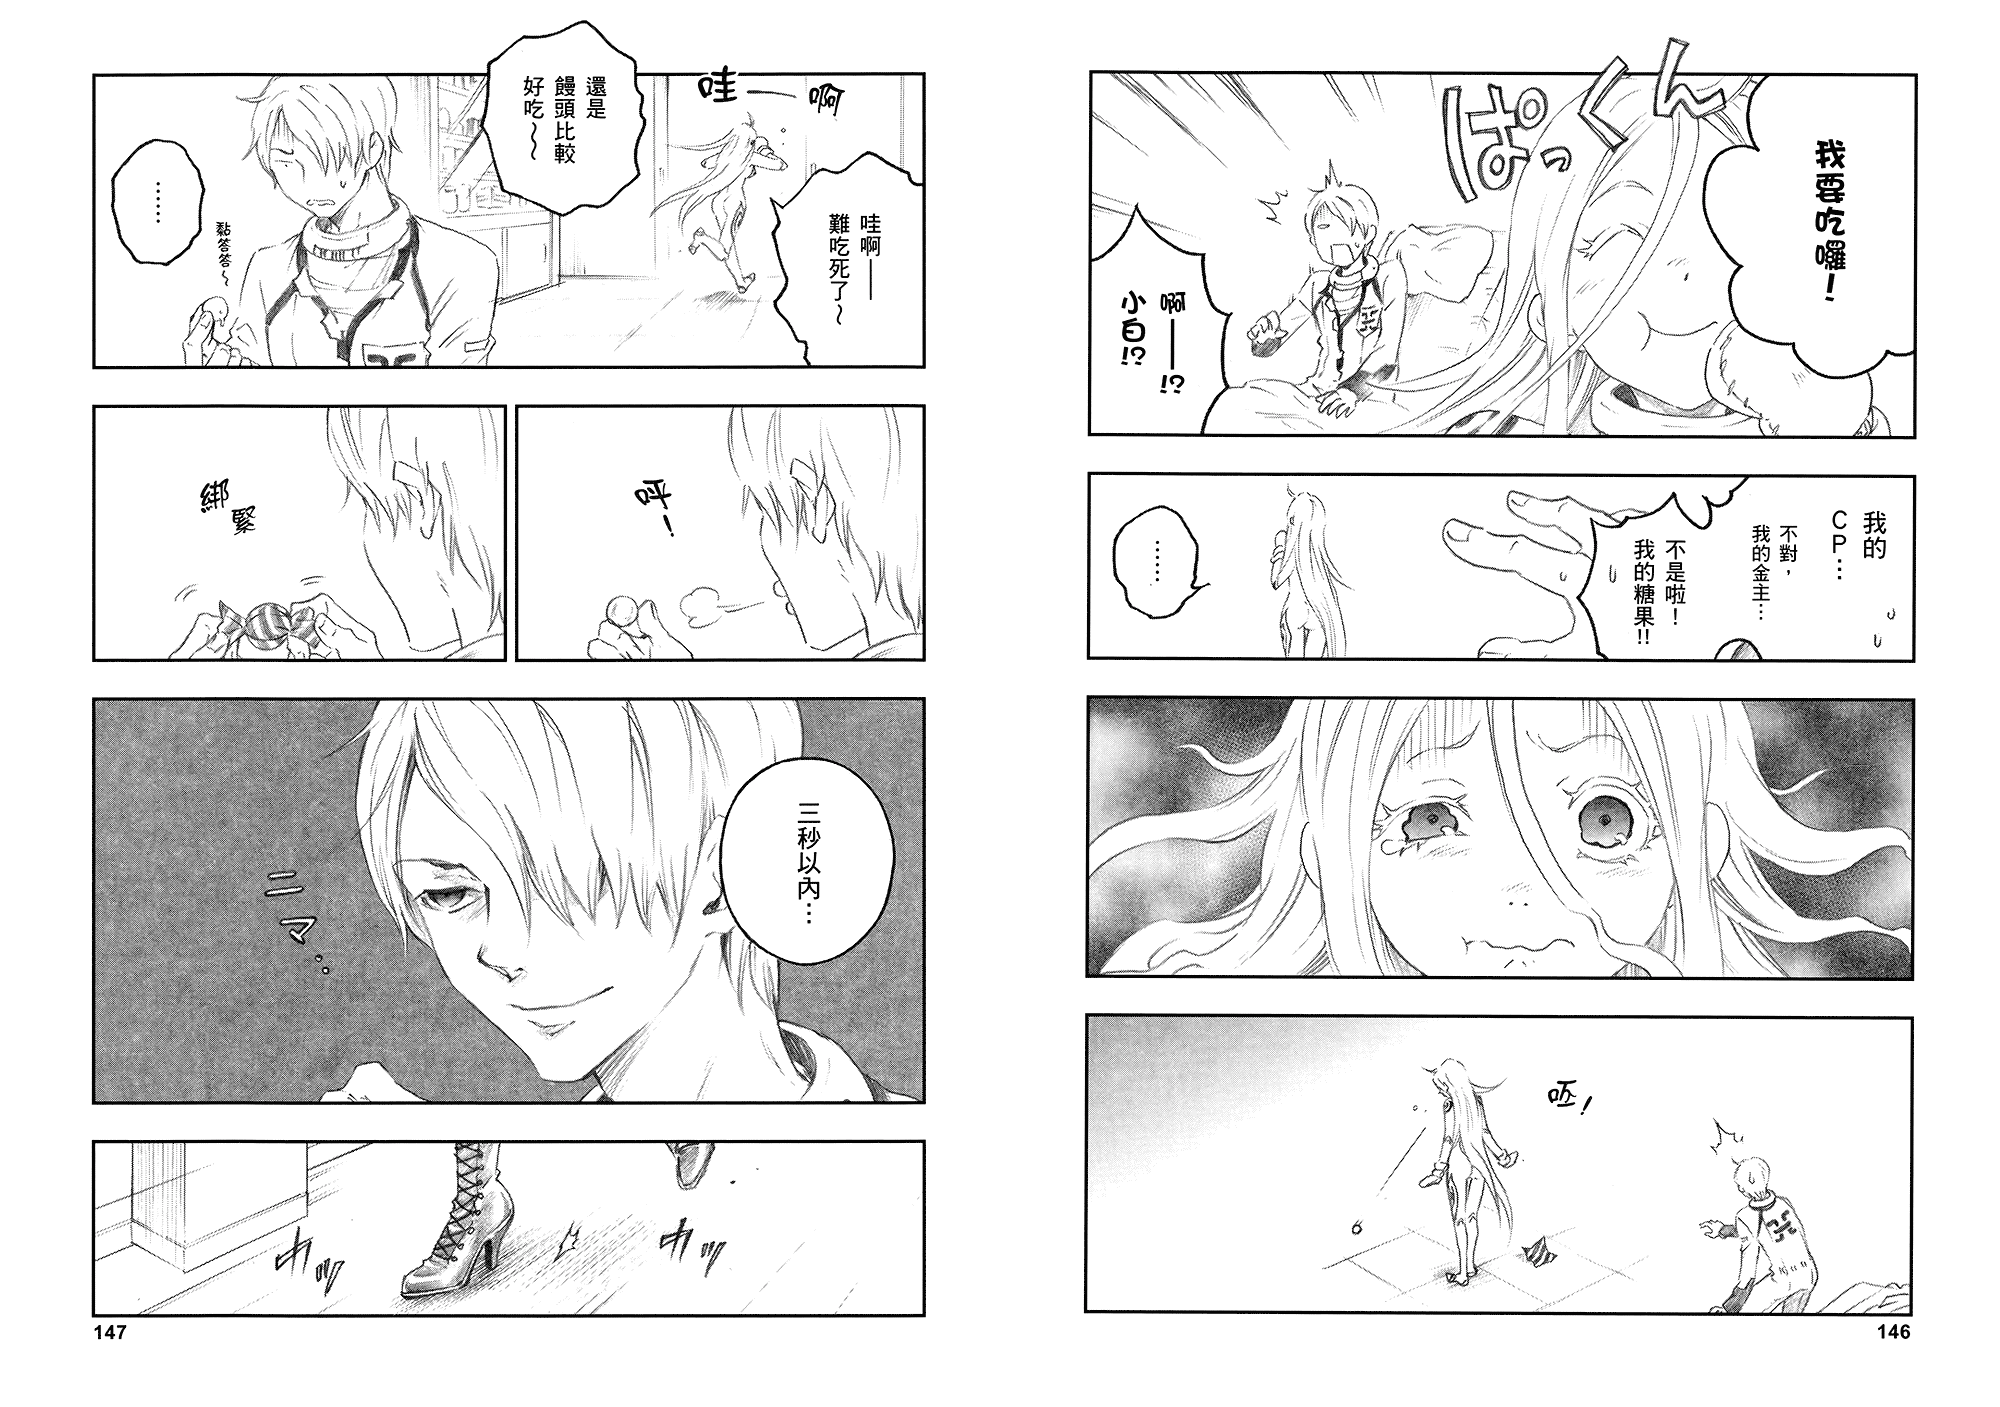 我要吃囉！
ぱっくん
啊——!?
小白!?
我的
CP…
不對，
我的金主…
不是啦！
我的糖果!!
……
呸！
146
哇——啊
哇啊——
難吃死了～
還是
饅頭比較
好吃～～
黏答答～
……
呼！
綁緊
三秒以內…
ニマ…
カッ
カッ
147